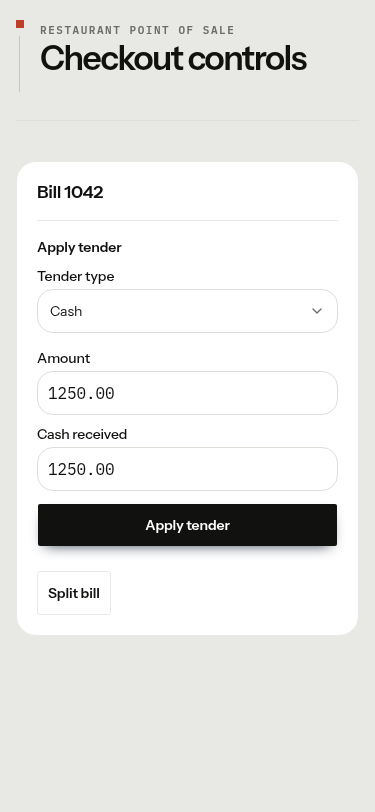 RESTAURANT POINT OF SALE
Checkout controls
Bill 1042
Apply tender
Tender type
Cash
Amount
1250.00
Cash received
1250.00
Apply tender
Split bill